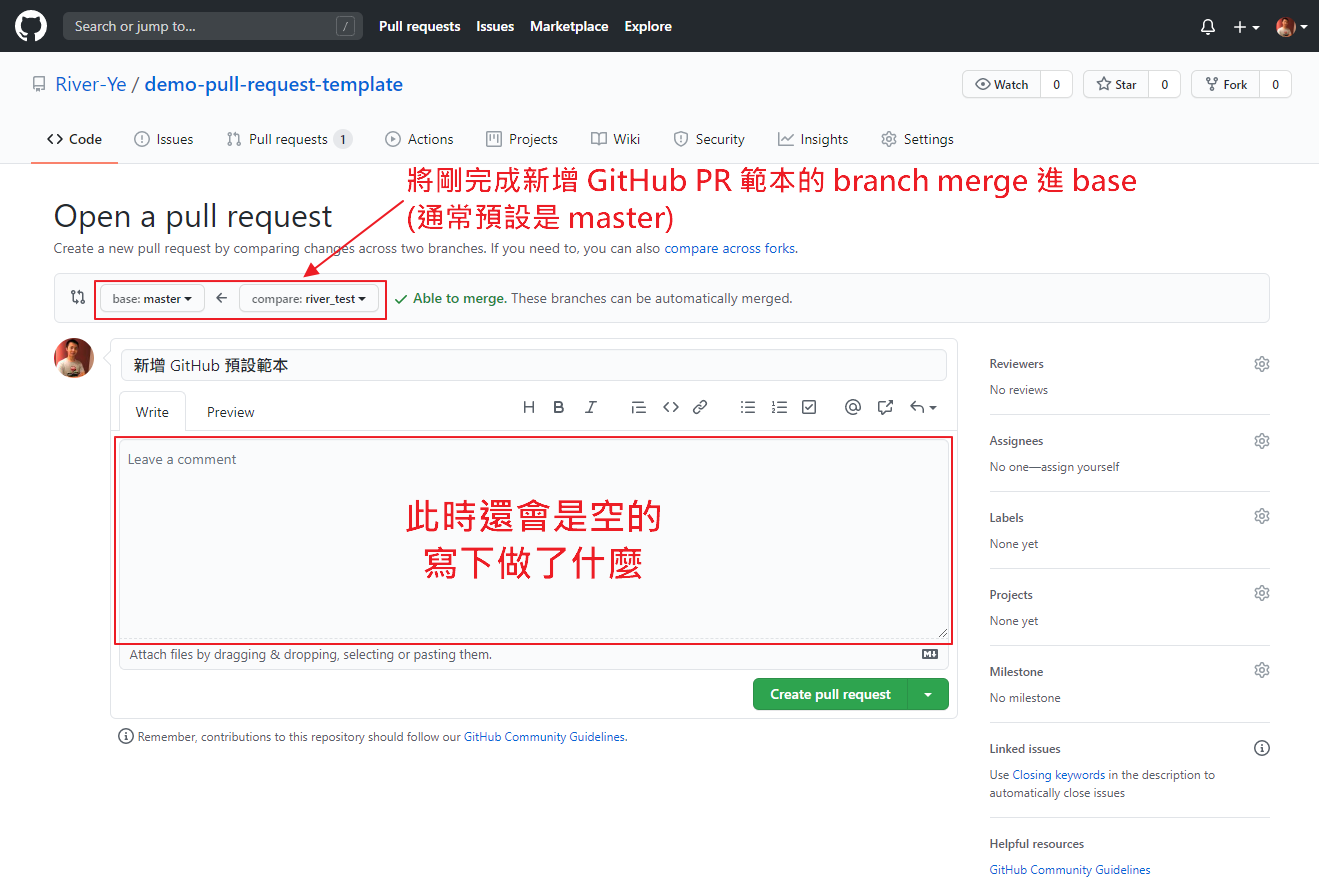 Search or jump to... /
Pull requests Issues Marketplace Explore
River-Ye / demo-pull-request-template
Watch 0 Star 0 Fork 0
Code Issues Pull requests 1 Actions Projects Wiki Security Insights Settings
將剛完成新增 GitHub PR 範本的 branch merge 進 base
(通常預設是 master)
Open a pull request
Create a new pull request by comparing changes across two branches. If you need to, you can also compare across forks.
base: master ← compare: river_test ✓ Able to merge. These branches can be automatically merged.
新增 GitHub 預設範本
Write Preview
Leave a comment
此時還會是空的
寫下做了什麼
Attach files by dragging & dropping, selecting or pasting them.
Create pull request
Remember, contributions to this repository should follow our GitHub Community Guidelines.
Reviewers
No reviews
Assignees
No one—assign yourself
Labels
None yet
Projects
None yet
Milestone
No milestone
Linked issues
Use Closing keywords in the description to
automatically close issues
Helpful resources
GitHub Community Guidelines